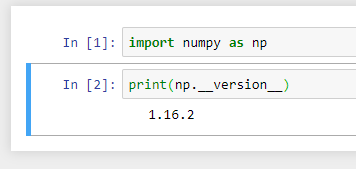 In [1]: import numpy as np
In [2]: print(np.__version__)
1.16.2